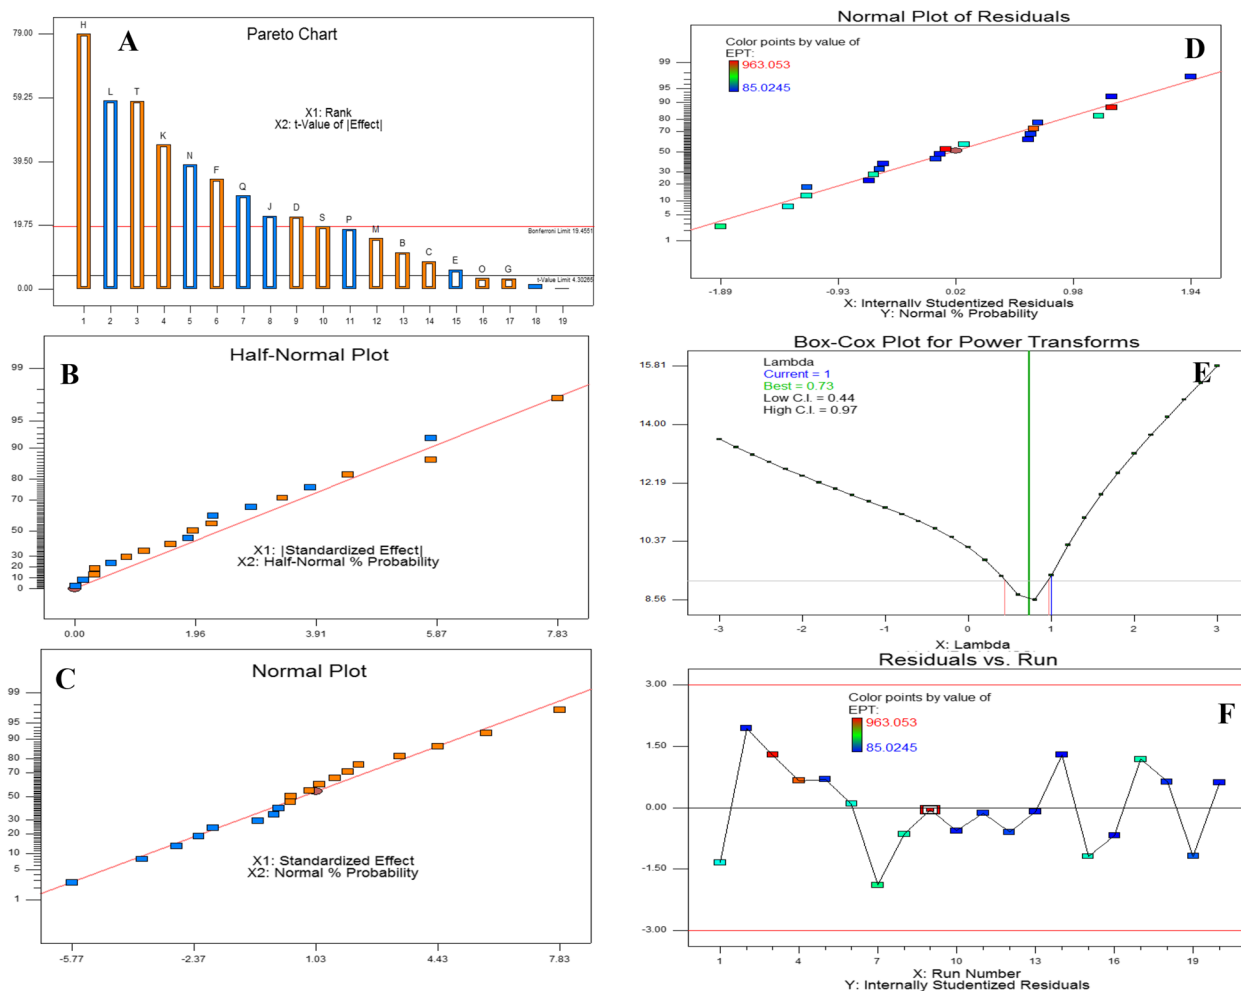 A
Pareto Chart
79.00
59.25
39.50
19.75
0.00
H
L
T
K
N
F
Q
J
D
S
P
M
B
C
E
O
G
X1: Rank
X2: t-Value of |Effect|
Bonferroni Limit 19.4551
t-Value Limit 4.30265
1 2 3 4 5 6 7 8 9 10 11 12 13 14 15 16 17 18 19
B
Half-Normal Plot
99
95
90
80
70
50
30
20
10
0
X1: |Standardized Effect|
X2: Half-Normal % Probability
0.00 1.96 3.91 5.87 7.83
C
Normal Plot
99
95
90
80
70
50
30
20
10
5
1
X1: Standardized Effect
X2: Normal % Probability
-5.77 -2.37 1.03 4.43 7.83
Normal Plot of Residuals
D
Color points by value of
EPT:
963.053
85.0245
99
95
90
80
70
50
30
20
10
5
1
-1.89 -0.93 0.02 0.98 1.94
X: Internally Studentized Residuals
Y: Normal % Probability
Box-Cox Plot for Power Transforms
E
Lambda
Current = 1
Best = 0.73
Low C.I. = 0.44
High C.I. = 0.97
15.81
14.00
12.19
10.37
8.56
-3 -2 -1 0 1 2 3
X: Lambda
Residuals vs. Run
F
Color points by value of
EPT:
963.053
85.0245
3.00
1.50
0.00
-1.50
-3.00
1 4 7 10 13 16 19
X: Run Number
Y: Internally Studentized Residuals